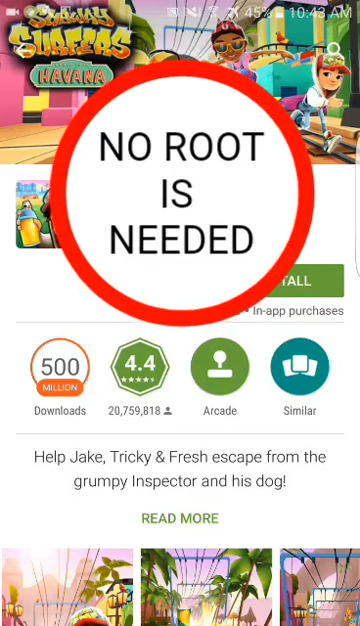 45% 10:43 AM
SUBWAY
SURFERS
HAVANA
NO ROOT
IS
NEEDED
TALL
• In-app purchases
500
MILLION
4.4
Downloads
20,759,818
Arcade
Similar
Help Jake, Tricky & Fresh escape from the
grumpy Inspector and his dog!
READ MORE